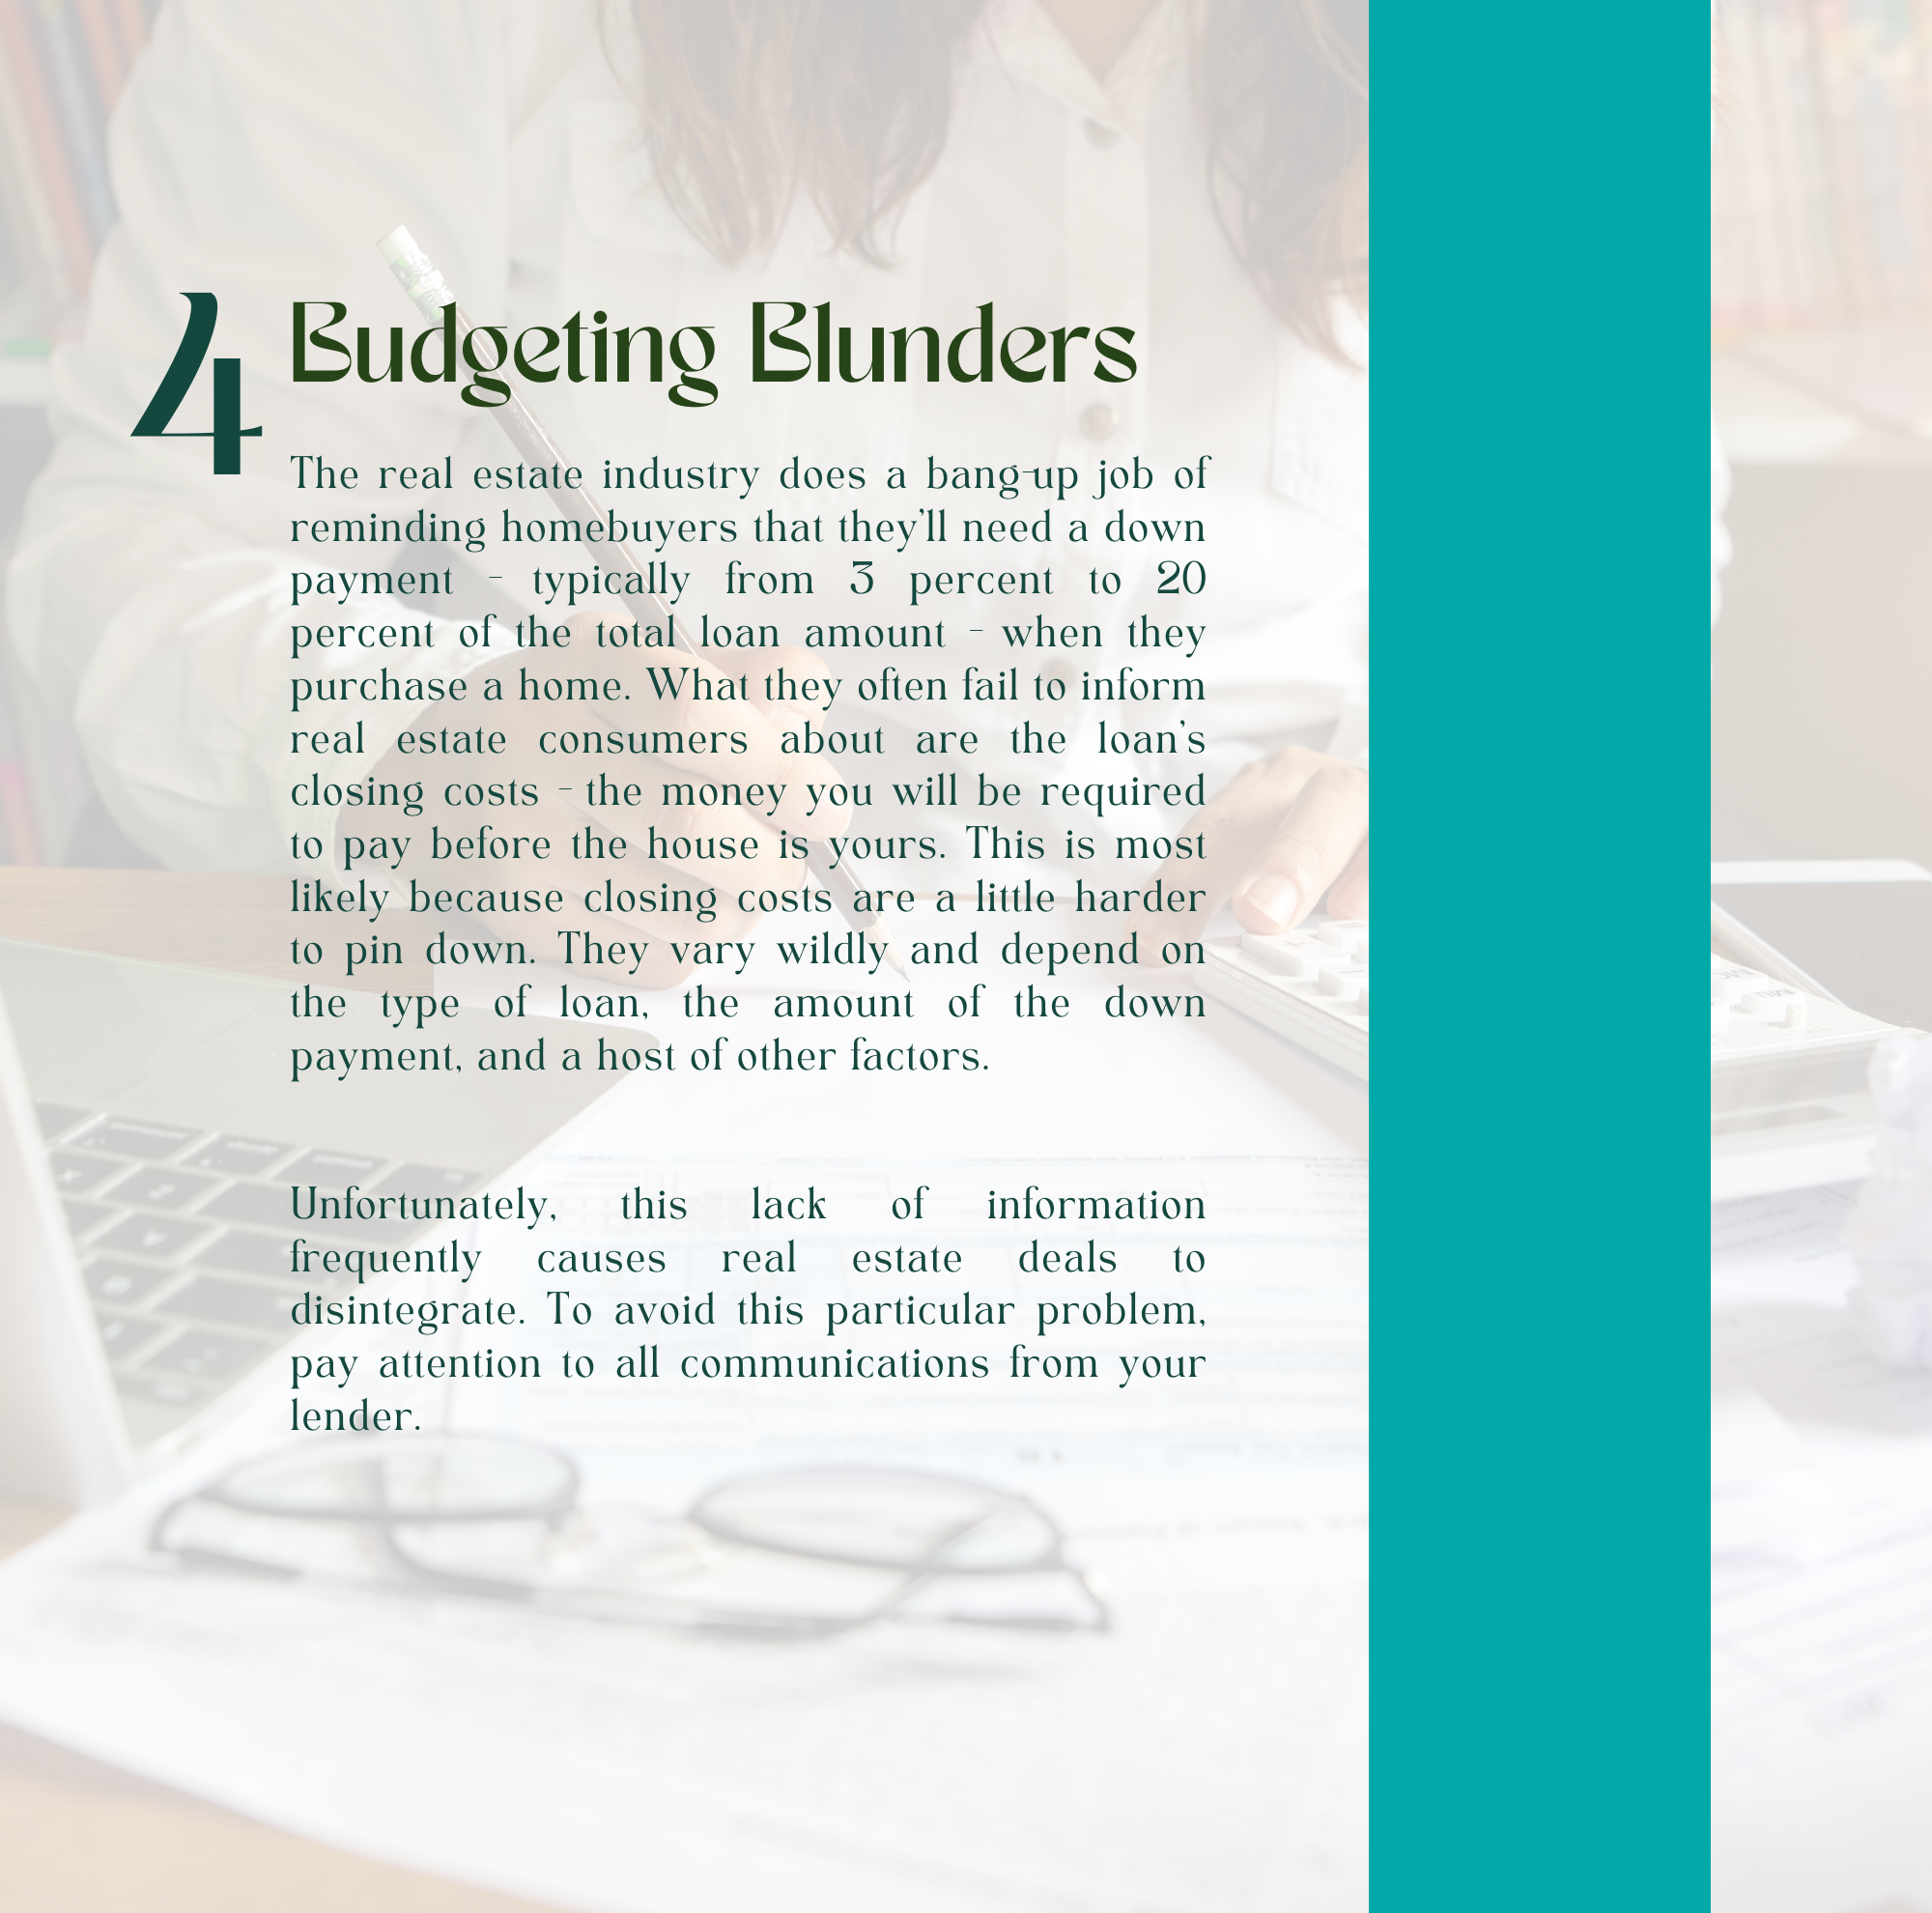 4
Budgeting Blunders
The real estate industry does a bang-up job of
reminding homebuyers that they'll need a down
payment - typically from 3 percent to 20
percent of the total loan amount - when they
purchase a home. What they often fail to inform
real estate consumers about are the loan's
closing costs - the money you will be required
to pay before the house is yours. This is most
likely because closing costs are a little harder
to pin down. They vary wildly and depend on
the type of loan, the amount of the down
payment, and a host of other factors.
Unfortunately, this lack of information
frequently causes real estate deals to
disintegrate. To avoid this particular problem,
pay attention to all communications from your
lender.